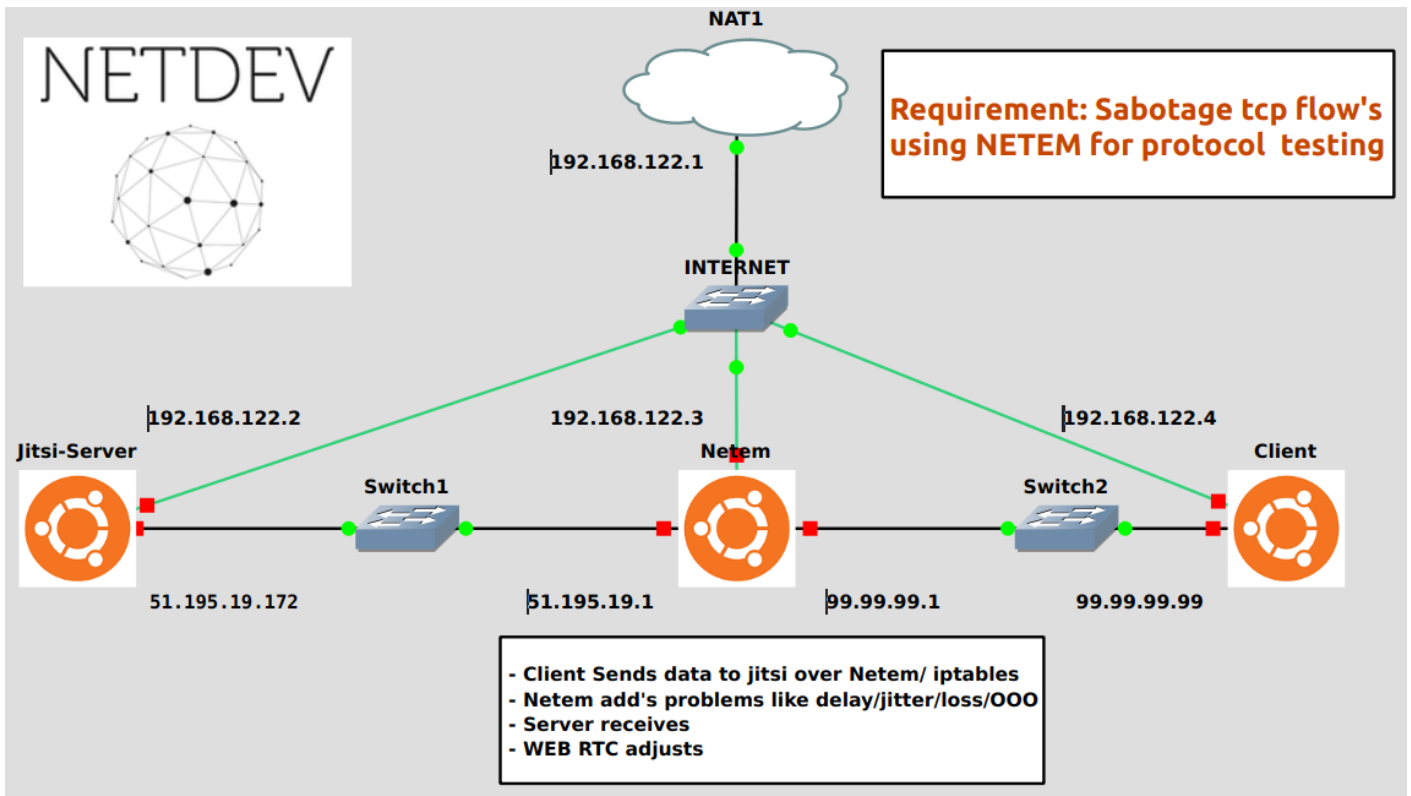 NAT1
NETDEV
Requirement: Sabotage tcp flow's
using NETEM for protocol testing
192.168.122.1
INTERNET
192.168.122.2
192.168.122.3
192.168.122.4
Jitsi-Server
Netem
Client
Switch1
Switch2
51.195.19.172
51.195.19.1
99.99.99.1
99.99.99.99
- Client Sends data to jitsi over Netem/ iptables
- Netem add's problems like delay/jitter/loss/OOO
- Server receives
- WEB RTC adjusts